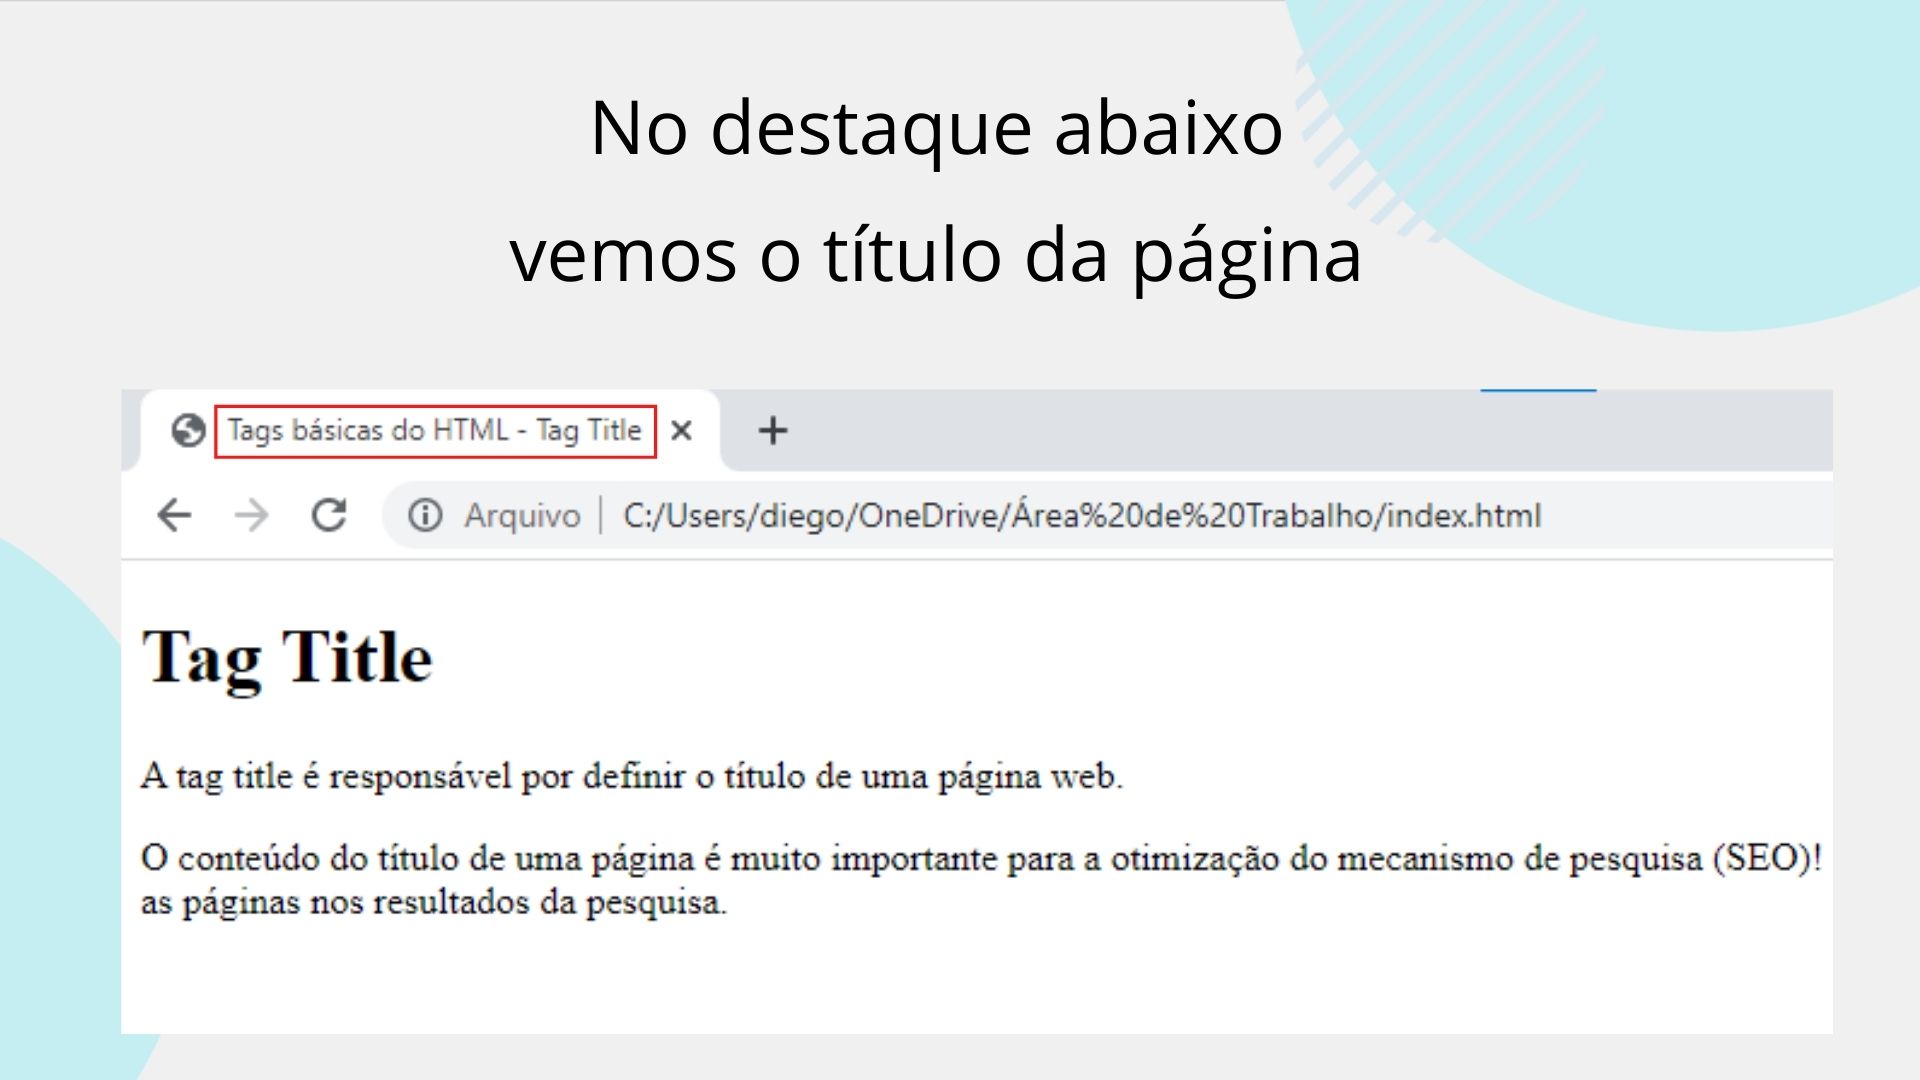 No destaque abaixo
vemos o título da página
Tags básicas do HTML - Tag Title
Arquivo | C:/Users/diego/OneDrive/Área%20de%20Trabalho/index.html
Tag Title
A tag title é responsável por definir o título de uma página web.
O conteúdo do título de uma página é muito importante para a otimização do mecanismo de pesquisa (SEO)!
as páginas nos resultados da pesquisa.